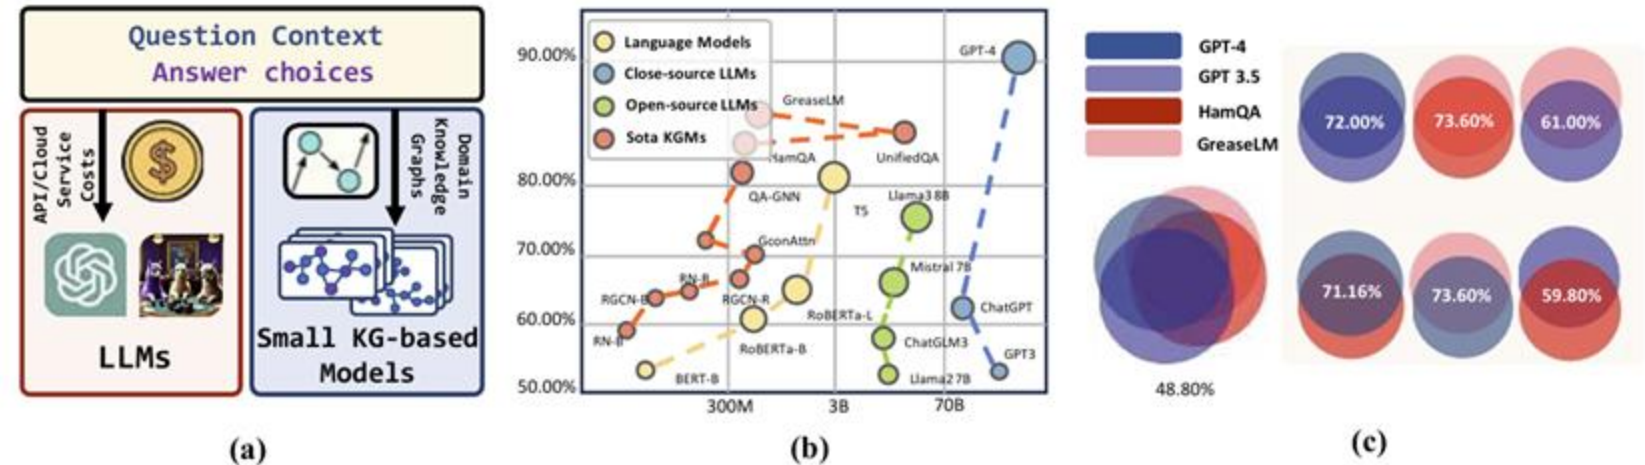 Question Context
Answer choices
API/Cloud
Service
Costs
$
Domain
Knowledge
Graphs
LLMs
Small KG-based
Models
(a)
90.00%
80.00%
70.00%
60.00%
50.00%
Language Models
Close-source LLMs
Open-source LLMs
Sota KGMs
GPT-4
GreaseLM
HamQA
UnifiedQA
QA-GNN
T5
Llama3 8B
GconAttn
Mistral 7B
RN-R
RGCN-B
RGCN-R
RoBERTa-L
ChatGPT
RN-B
RoBERTa-B
ChatGLM3
GPT3
BERT-B
Llama2 7B
300M
3B
70B
(b)
GPT-4
GPT 3.5
HamQA
GreaseLM
72.00%
73.60%
61.00%
71.16%
73.60%
59.80%
48.80%
(c)